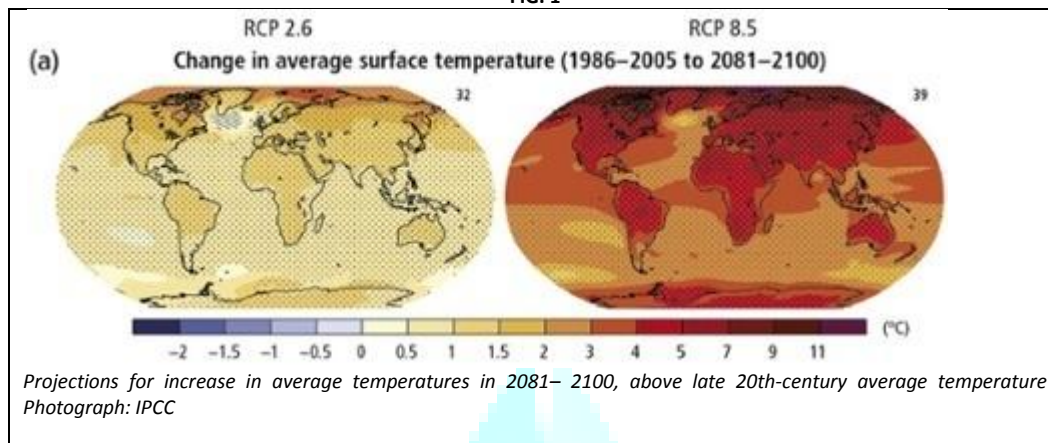 RCP 2.6 RCP 8.5
(a) Change in average surface temperature (1986–2005 to 2081–2100)
32 39
(°C)
−2 −1.5 −1 −0.5 0 0.5 1 1.5 2 3 4 5 7 9 11
Projections for increase in average temperatures in 2081– 2100, above late 20th-century average temperature
Photograph: IPCC